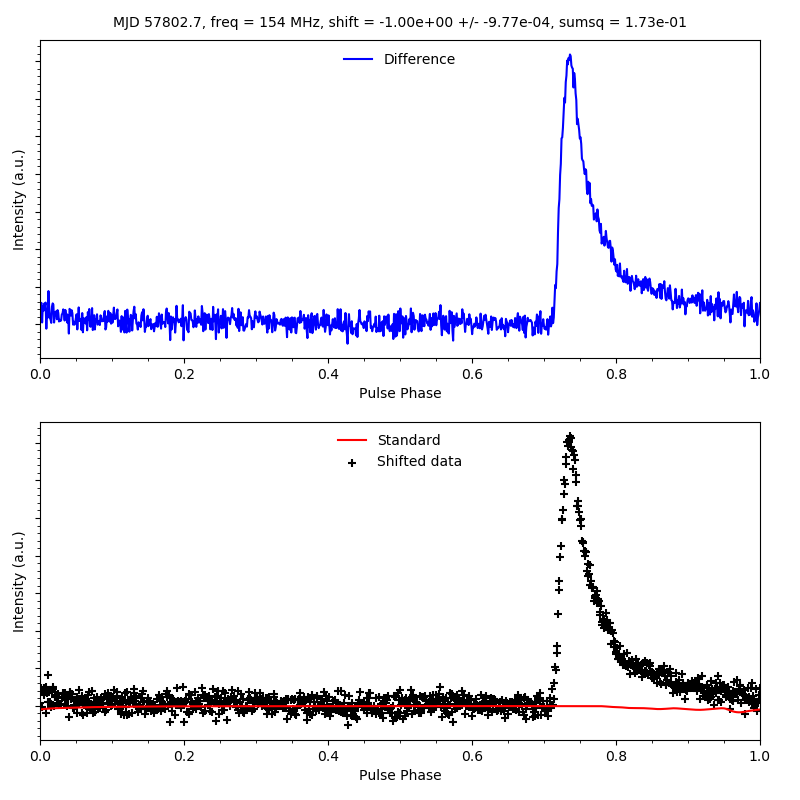 MJD 57802.7, freq = 154 MHz, shift = -1.00e+00 +/- -9.77e-04, sumsq = 1.73e-01
Difference
Intensity (a.u.)
0.0 0.2 0.4 0.6 0.8 1.0
Pulse Phase
Standard
Shifted data
Intensity (a.u.)
0.0 0.2 0.4 0.6 0.8 1.0
Pulse Phase